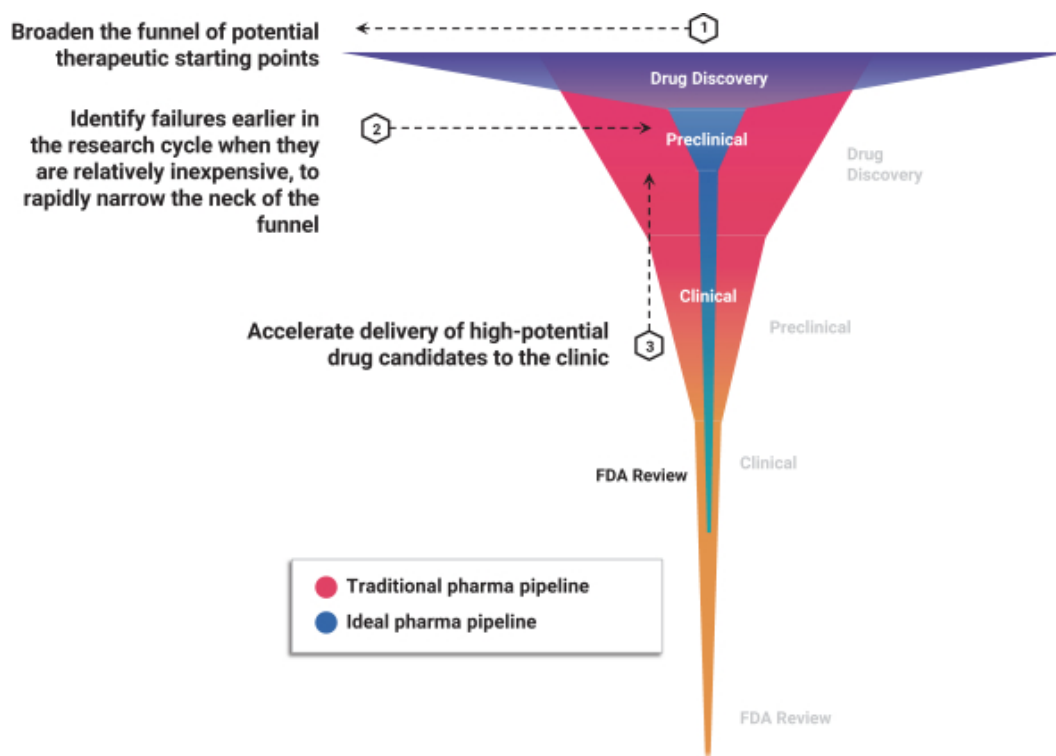 1
Broaden the funnel of potential
therapeutic starting points
Drug Discovery
Identify failures earlier in
the research cycle when they
are relatively inexpensive, to
rapidly narrow the neck of the
funnel
2
Preclinical
Drug
Discovery
Clinical
Preclinical
Accelerate delivery of high-potential
drug candidates to the clinic
3
FDA Review
Clinical
Traditional pharma pipeline
Ideal pharma pipeline
FDA Review